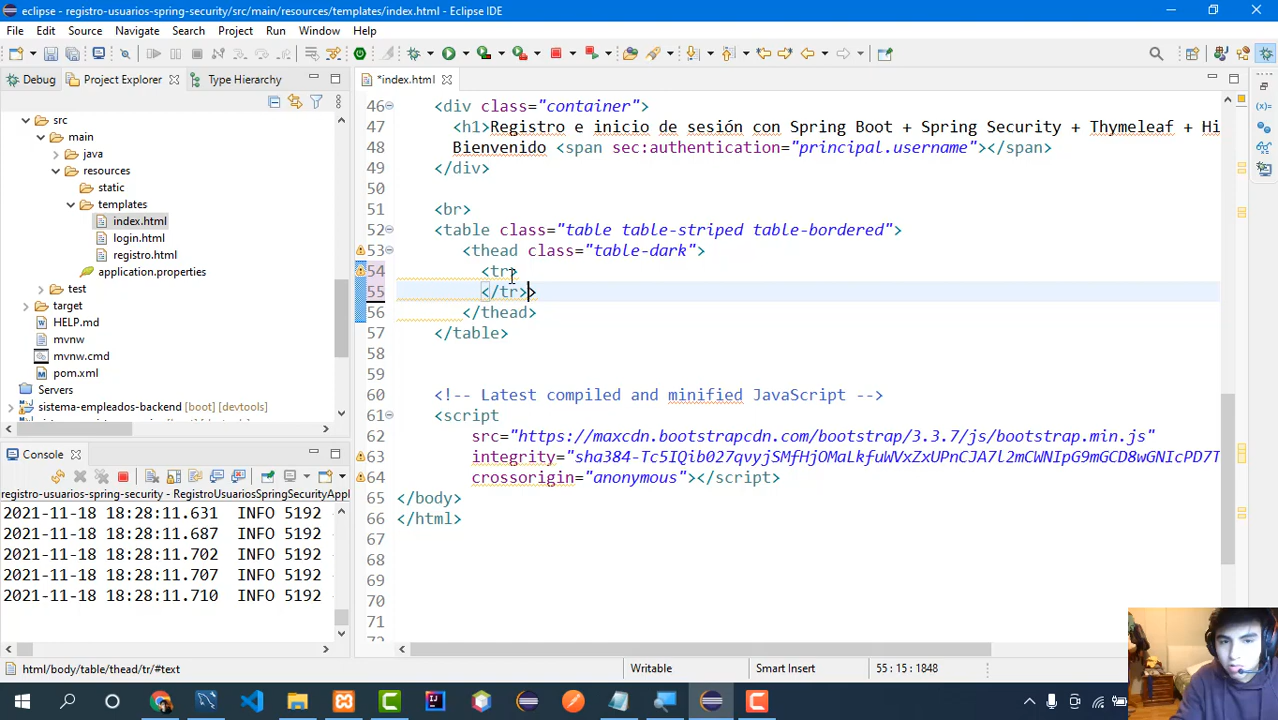 eclipse - registro-usuarios-spring-security/src/main/resources/templates/index.html - Eclipse IDE
File Edit Source Navigate Search Project Run Window Help
Debug Project Explorer Type Hierarchy
*index.html
src
main
java
resources
static
templates
index.html
login.html
registro.html
application.properties
test
target
HELP.md
mvnw
mvnw.cmd
pom.xml
Servers
sistema-empleados-backend [boot] [devtools]
46 <div class="container">
47 <h1>Registro e inicio de sesión con Spring Boot + Spring Security + Thymeleaf + Hi
48 Bienvenido <span sec:authentication="principal.username"></span>
49 </div>
50
51 <br>
52 <table class="table table-striped table-bordered">
53 <thead class="table-dark">
54 <tr>
55 </tr>>
56 </thead>
57 </table>
58
59
60 <!-- Latest compiled and minified JavaScript -->
61 <script
62 src="https://maxcdn.bootstrapcdn.com/bootstrap/3.3.7/js/bootstrap.min.js"
63 integrity="sha384-Tc5IQib027qvyjSMfHjOMaLkfuWVxZxUPnCJA7l2mCWNIpG9mGCD8wGNIcPD7T
64 crossorigin="anonymous"></script>
65 </body>
66 </html>
67
68
69
70
71
72
Console
registro-usuarios-spring-security - RegistroUsuariosSpringSecurityAppl
2021-11-18 18:28:11.631 INFO 5192
2021-11-18 18:28:11.687 INFO 5192
2021-11-18 18:28:11.702 INFO 5192
2021-11-18 18:28:11.707 INFO 5192
2021-11-18 18:28:11.710 INFO 5192
html/body/table/thead/tr/#text
Writable Smart Insert 55 : 15 : 1848